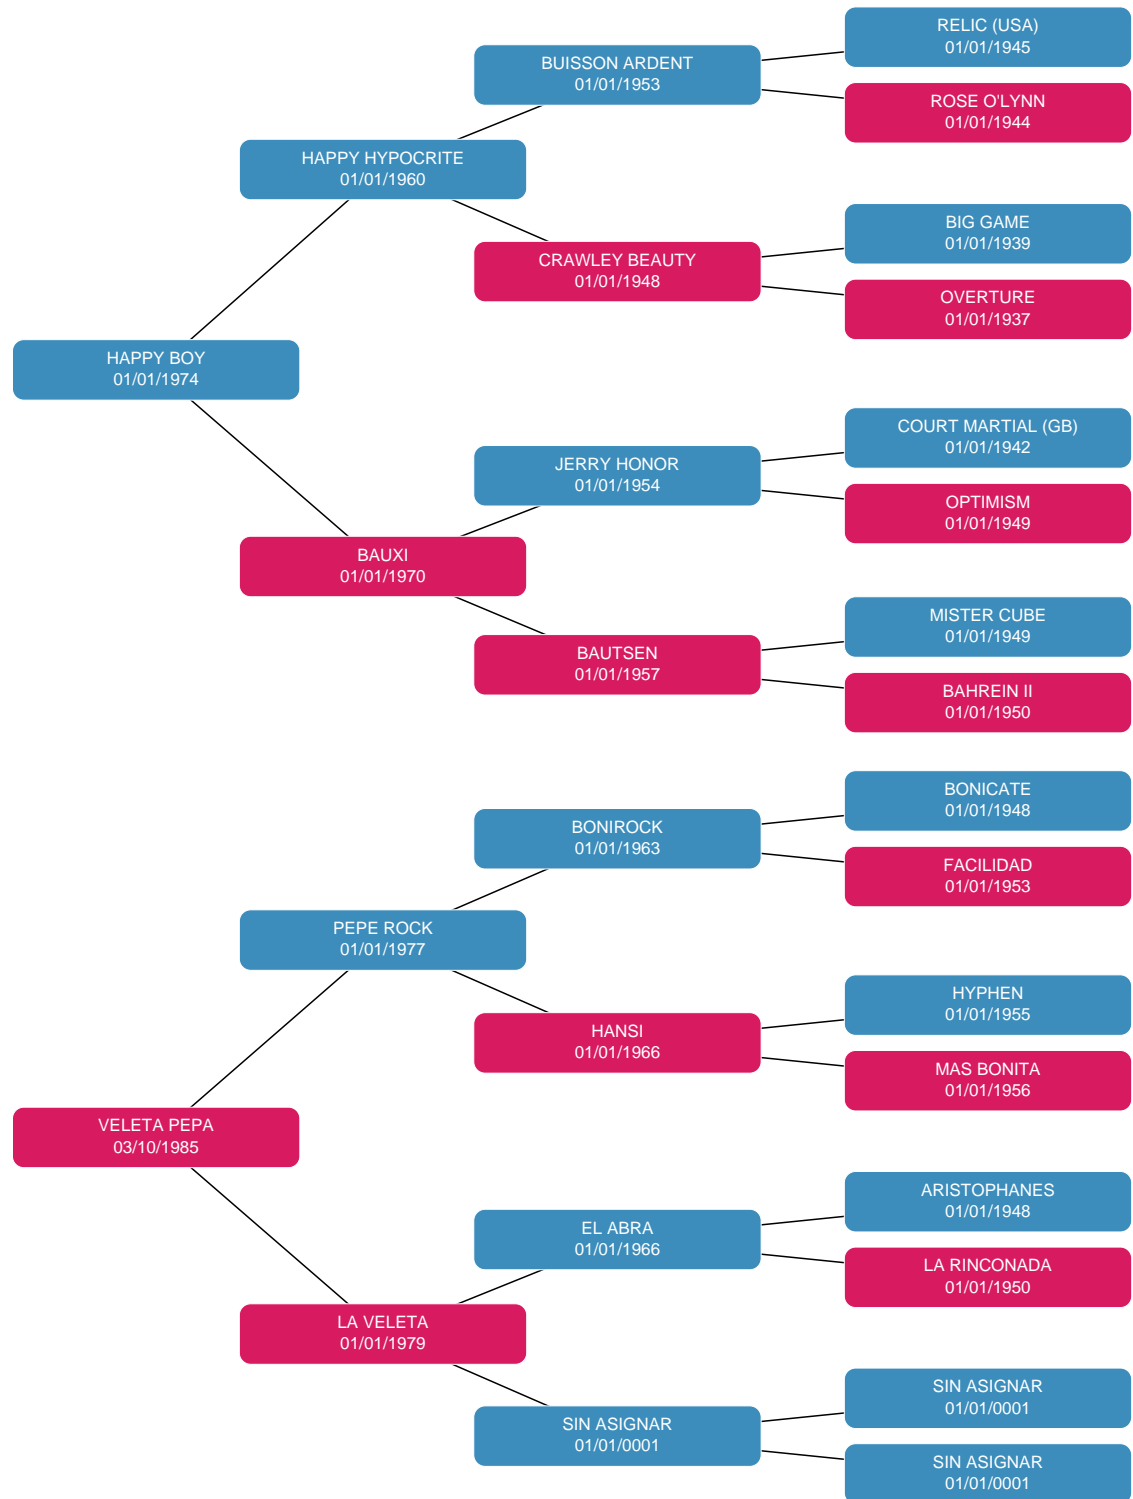 RELIC (USA)
01/01/1945
BUISSON ARDENT
01/01/1953
ROSE O'LYNN
01/01/1944
HAPPY HYPOCRITE
01/01/1960
BIG GAME
01/01/1939
CRAWLEY BEAUTY
01/01/1948
OVERTURE
01/01/1937
HAPPY BOY
01/01/1974
COURT MARTIAL (GB)
01/01/1942
JERRY HONOR
01/01/1954
OPTIMISM
01/01/1949
BAUXI
01/01/1970
MISTER CUBE
01/01/1949
BAUTSEN
01/01/1957
BAHREIN II
01/01/1950
BONICATE
01/01/1948
BONIROCK
01/01/1963
FACILIDAD
01/01/1953
PEPE ROCK
01/01/1977
HYPHEN
01/01/1955
HANSI
01/01/1966
MAS BONITA
01/01/1956
VELETA PEPA
03/10/1985
ARISTOPHANES
01/01/1948
EL ABRA
01/01/1966
LA RINCONADA
01/01/1950
LA VELETA
01/01/1979
SIN ASIGNAR
01/01/0001
SIN ASIGNAR
01/01/0001
SIN ASIGNAR
01/01/0001